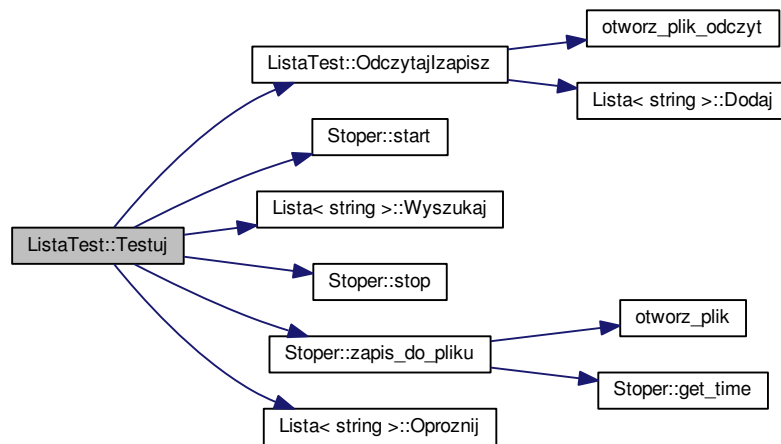 otworz_plik_odczyt
ListaTest::OdczytajIzapisz
Lista< string >::Dodaj
Stoper::start
Lista< string >::Wyszukaj
ListaTest::Testuj
Stoper::stop
otworz_plik
Stoper::zapis_do_pliku
Stoper::get_time
Lista< string >::Oproznij